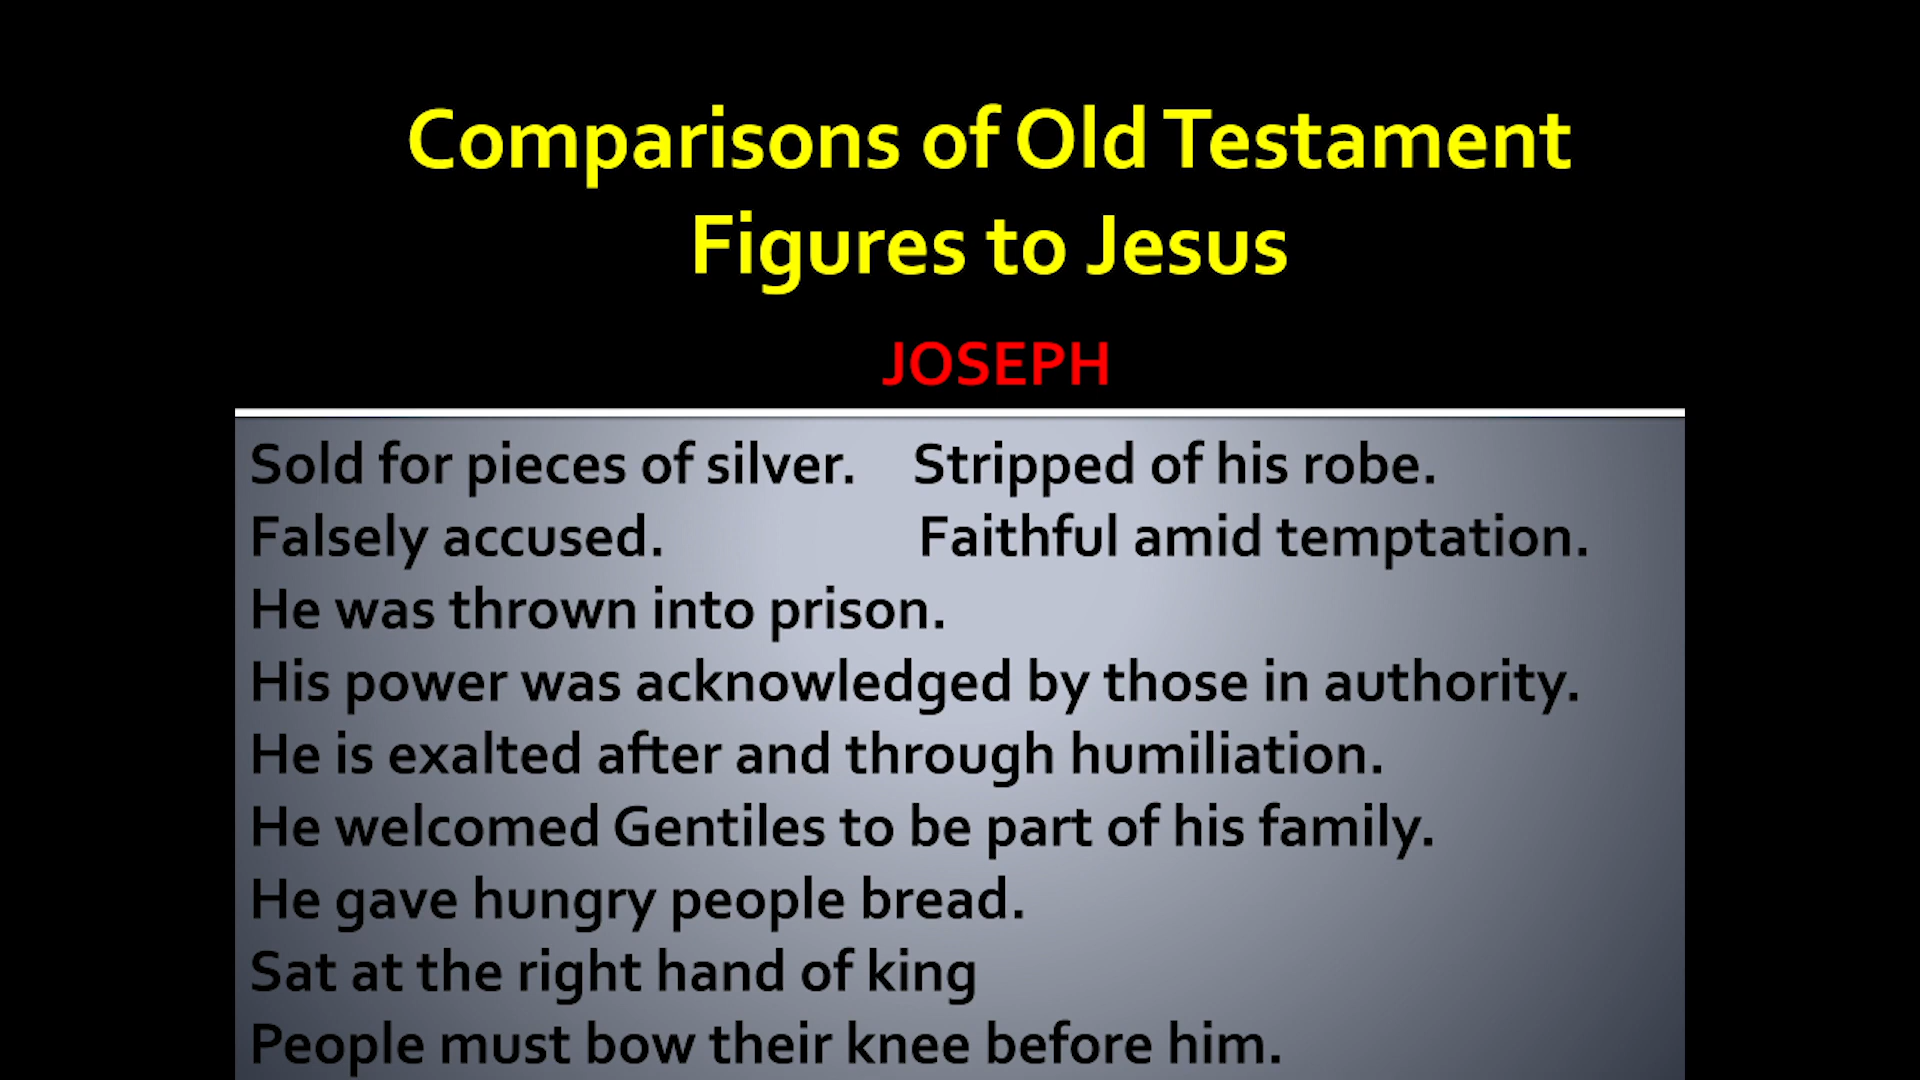 Comparisons of Old Testament
Figures to Jesus
JOSEPH
Sold for pieces of silver. Stripped of his robe.
Falsely accused. Faithful amid temptation.
He was thrown into prison.
His power was acknowledged by those in authority.
He is exalted after and through humiliation.
He welcomed Gentiles to be part of his family.
He gave hungry people bread.
Sat at the right hand of king
People must bow their knee before him.